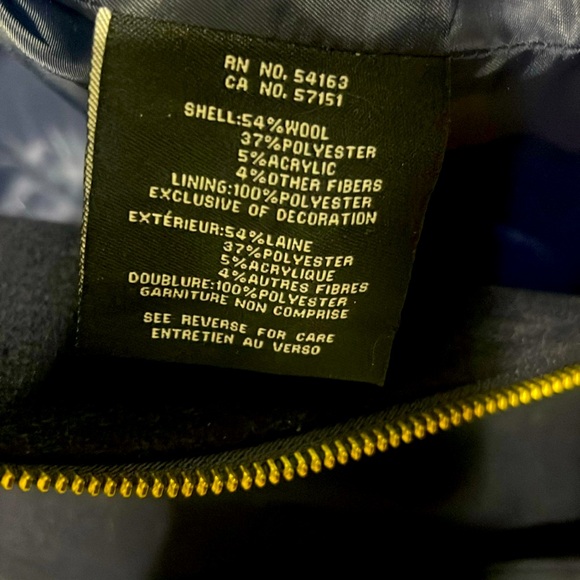 RN NO. 54163
CA NO. 57151
SHELL:54%WOOL
37%POLYESTER
5%ACRYLIC
4%OTHER FIBERS
LINING:100%POLYESTER
EXCLUSIVE OF DECORATION
EXTÉRIEUR:54%LAINE
37%POLYESTER
5%ACRYLIQUE
4%AUTRES FIBRES
DOUBLURE:100%POLYESTER
GARNITURE NON COMPRISE
SEE REVERSE FOR CARE
ENTRETIEN AU VERSO